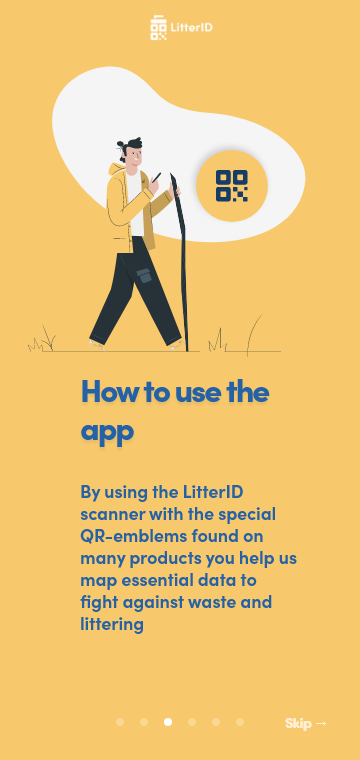 LitterID
How to use the
app
By using the LitterID
scanner with the special
QR-emblems found on
many products you help us
map essential data to
fight against waste and
littering
Skip →